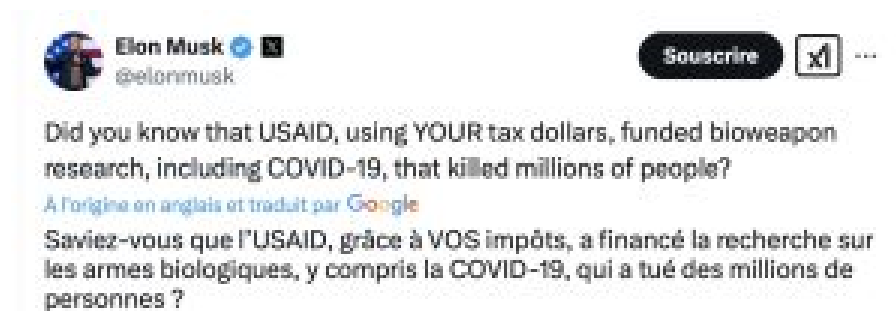 Elon Musk
@elonmusk
Souscrire
Did you know that USAID, using YOUR tax dollars, funded bioweapon
research, including COVID-19, that killed millions of people?
À l'origine en anglais et traduit par Google
Saviez-vous que l'USAID, grâce à VOS impôts, a financé la recherche sur
les armes biologiques, y compris la COVID-19, qui a tué des millions de
personnes ?